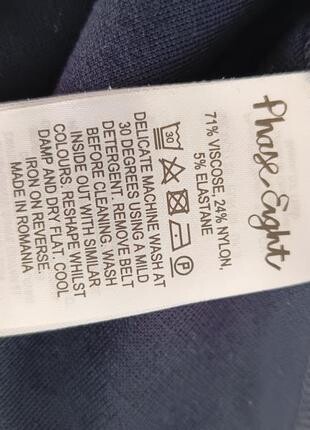 Phase Eight
71% VISCOSE, 24% NYLON,
5% ELASTANE
30
P
DELICATE MACHINE WASH AT
30 DEGREES USING A MILD
DETERGENT, REMOVE BELT
BEFORE CLEANING. WASH
INSIDE OUT WITH SIMILAR
COLOURS. RESHAPE WHILST
DAMP AND DRY FLAT. COOL
IRON ON REVERSE.
MADE IN ROMANIA